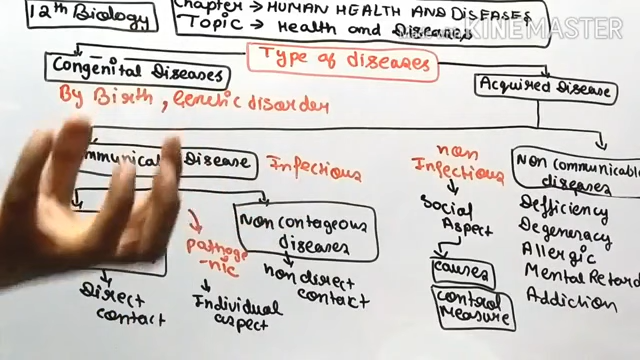 12th Biology
Chapter → HUMAN HEALTH AND DISEASES
Topic → Health and Diseases
KINEMASTER
Type of diseases
Congenital Diseases
By Birth, Genetic disorder
Acquired Disease
Disease
Infectious
non
Infectious
Non communicable
diseases
pathoge
-nic
Non contageous
diseases
Direct
contact
Individual
aspect
non direct
contact
Social
Aspect
causes
control
Measure
Defficiency
Degeneracy
Allergic
Mental Retard
Addiction